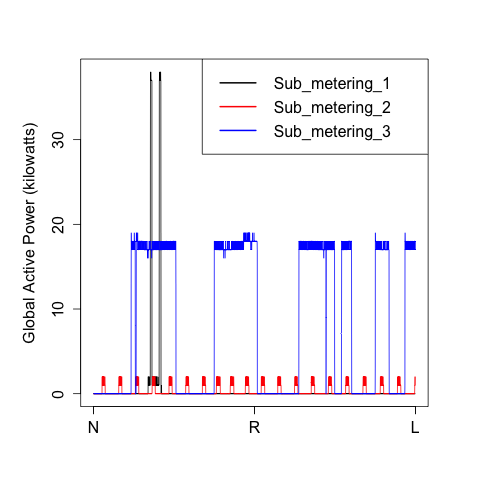 Sub_metering_1
Sub_metering_2
Sub_metering_3
Global Active Power (kilowatts)
30
20
10
0
N R L